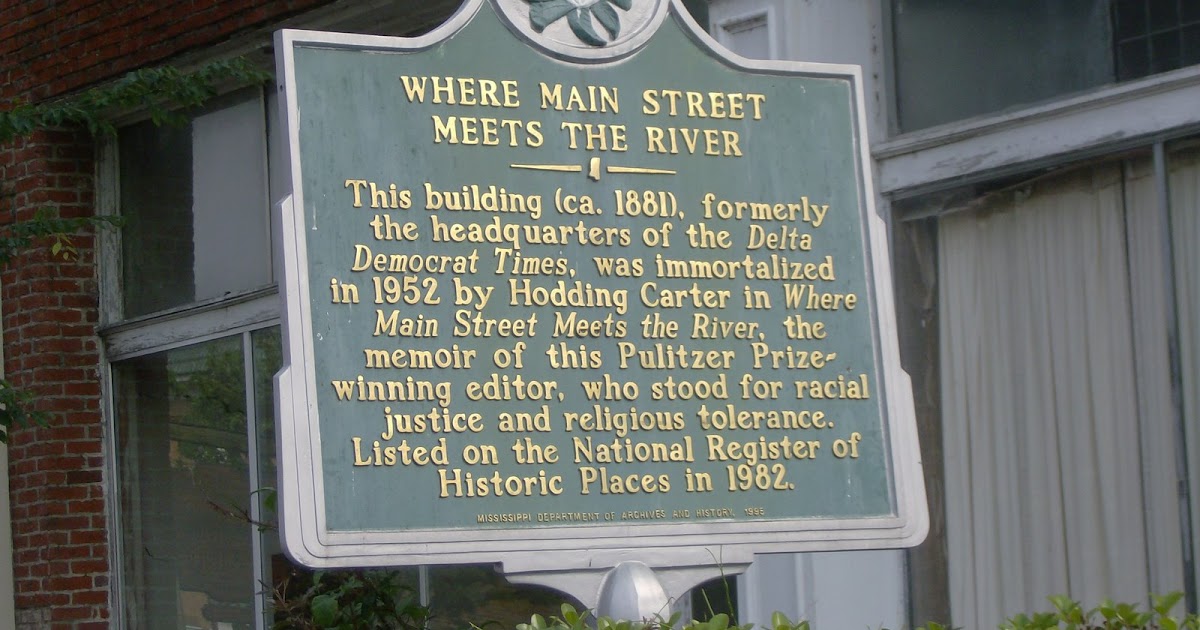 WHERE MAIN STREET
MEETS THE RIVER
This building (ca. 1881), formerly
the headquarters of the Delta
Democrat Times, was immortalized
in 1952 by Hodding Carter in Where
Main Street Meets the River, the
memoir of this Pulitzer Prize-
winning editor, who stood for racial
justice and religious tolerance.
Listed on the National Register of
Historic Places in 1982.
MISSISSIPPI DEPARTMENT OF ARCHIVES AND HISTORY,